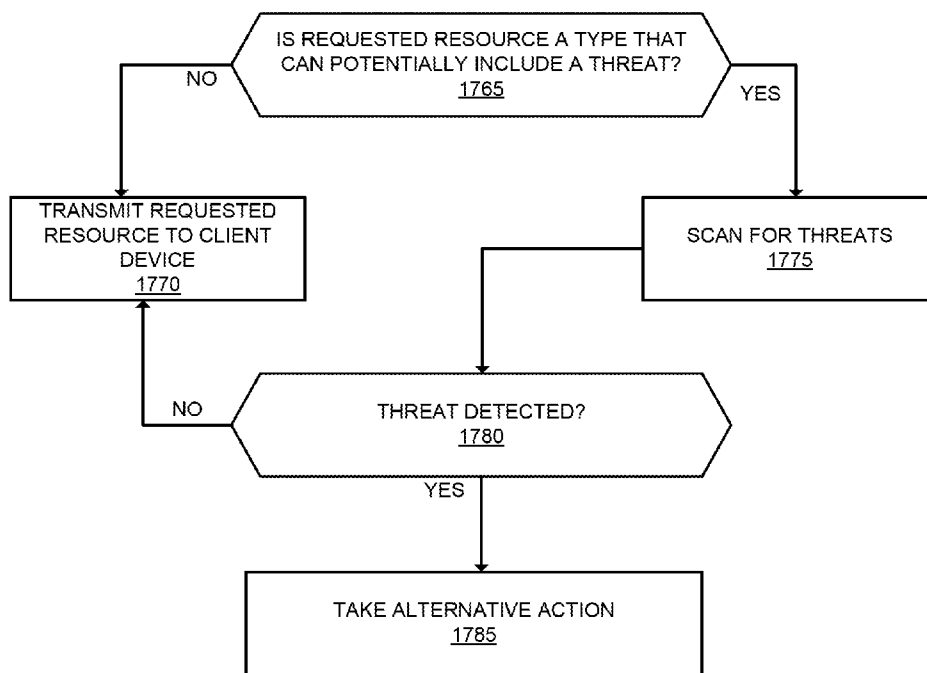 IS REQUESTED RESOURCE A TYPE THAT
CAN POTENTIALLY INCLUDE A THREAT?
1765
NO
YES
TRANSMIT REQUESTED
RESOURCE TO CLIENT
DEVICE
1770
SCAN FOR THREATS
1775
THREAT DETECTED?
1780
NO
YES
TAKE ALTERNATIVE ACTION
1785